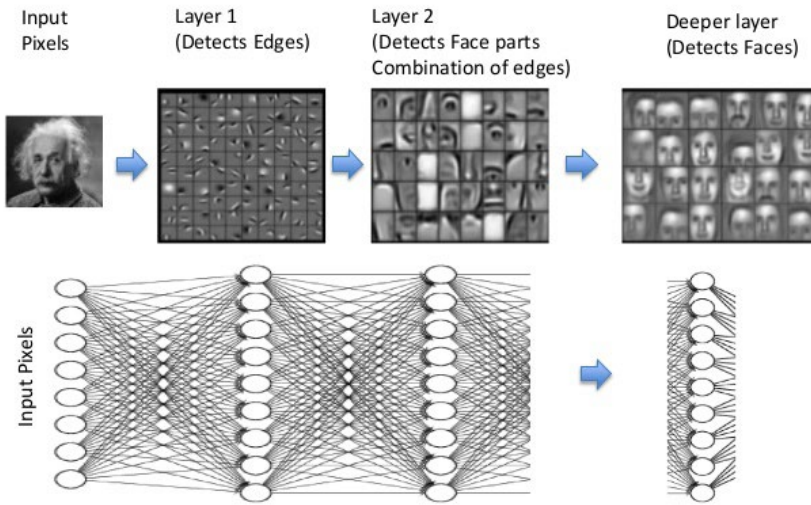 Input
Pixels
Layer 1
(Detects Edges)
Layer 2
(Detects Face parts
Combination of edges)
Deeper layer
(Detects Faces)
Input Pixels